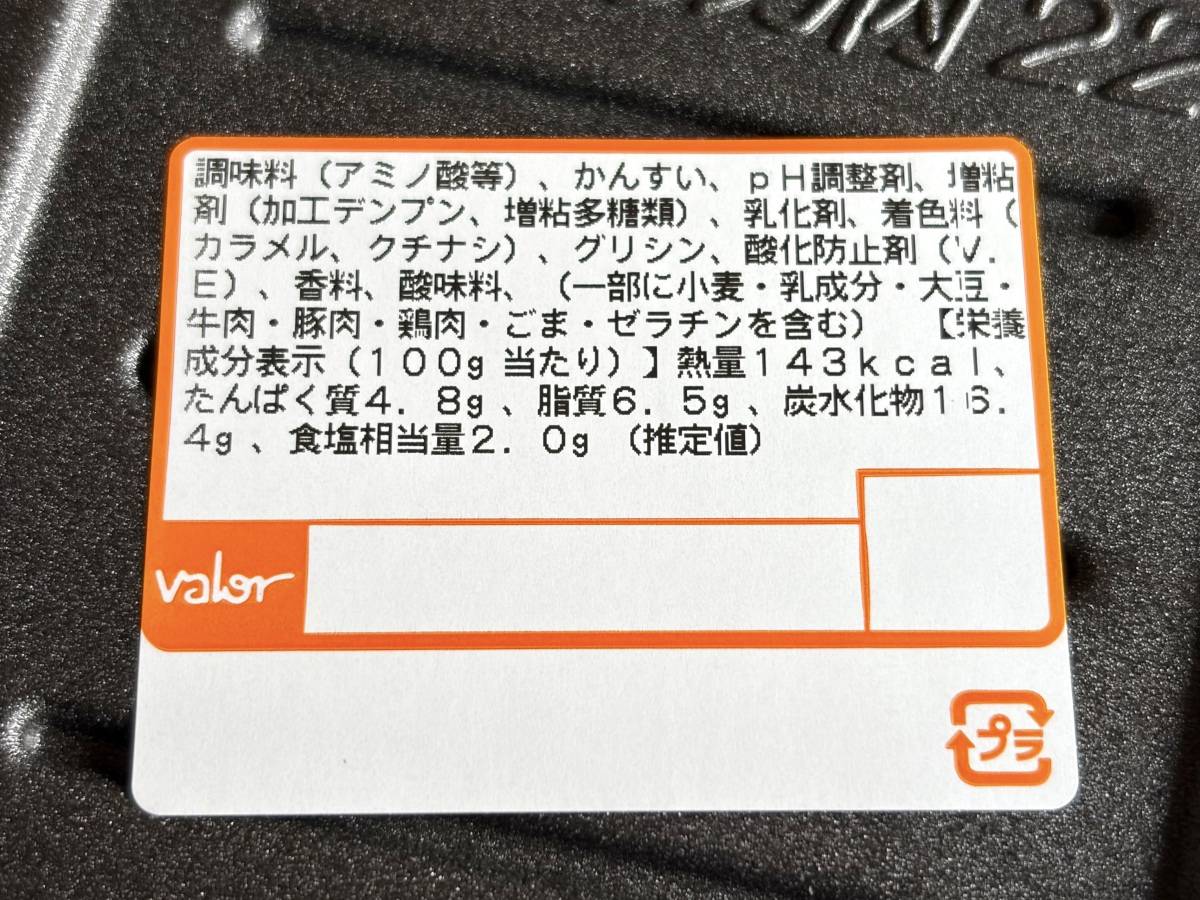 調味料（アミノ酸等）、かんすい、ｐＨ調整剤、増粘
剤（加工デンプン、増粘多糖類）、乳化剤、着色料（
カラメル、クチナシ）、グリシン、酸化防止剤（Ｖ．
Ｅ）、香料、酸味料、（一部に小麦・乳成分・大豆・
牛肉・豚肉・鶏肉・ごま・ゼラチンを含む）　【栄養
成分表示（１００g 当たり）】熱量１４３ｋｃａｌ、
たんぱく質４．８g 、脂質６．５g 、炭水化物１６．
４g 、食塩相当量２．０g （推定値）
valor
プラ